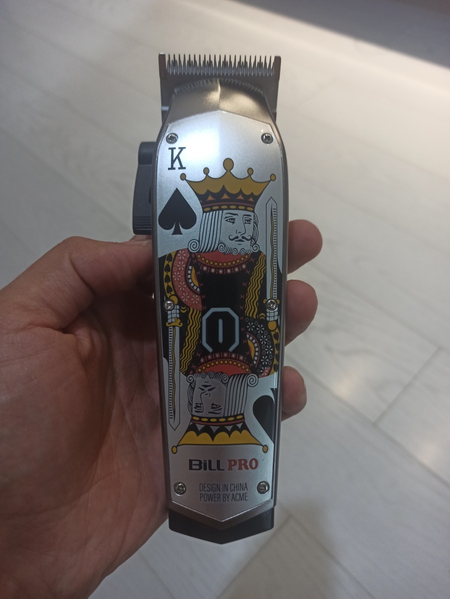 K
BiLL PRO
DESIGN IN CHINA
POWER BY ACME